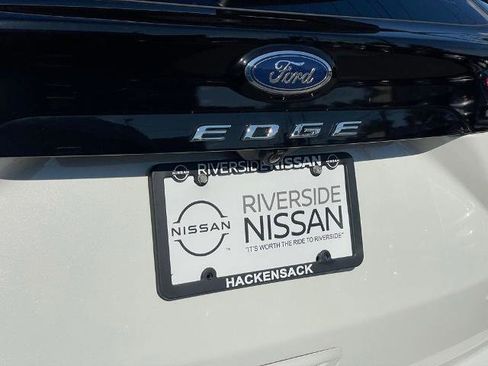 Ford
EDGE
RIVERSIDE NISSAN
NISSAN
RIVERSIDE
NISSAN
"IT'S WORTH THE RIDE TO RIVERSIDE"
HACKENSACK